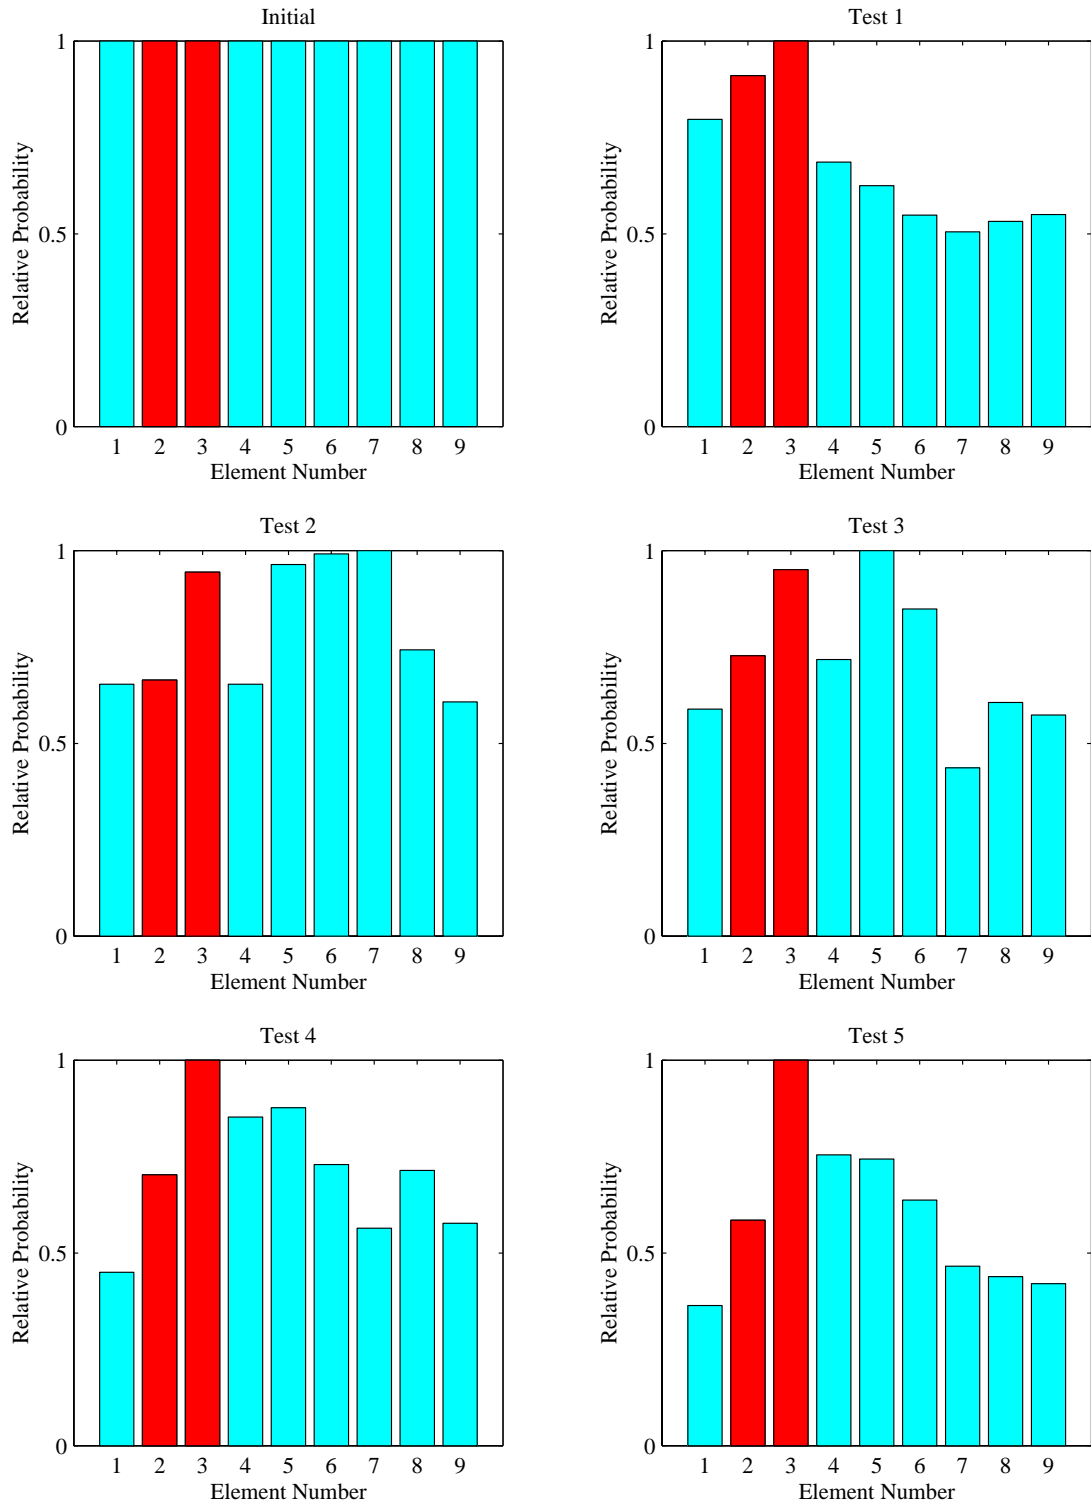 Initial
1
0.5
0
Relative Probability
1 2 3 4 5 6 7 8 9
Element Number
Test 1
1
0.5
0
Relative Probability
1 2 3 4 5 6 7 8 9
Element Number
Test 2
1
0.5
0
Relative Probability
1 2 3 4 5 6 7 8 9
Element Number
Test 3
1
0.5
0
Relative Probability
1 2 3 4 5 6 7 8 9
Element Number
Test 4
1
0.5
0
Relative Probability
1 2 3 4 5 6 7 8 9
Element Number
Test 5
1
0.5
0
Relative Probability
1 2 3 4 5 6 7 8 9
Element Number